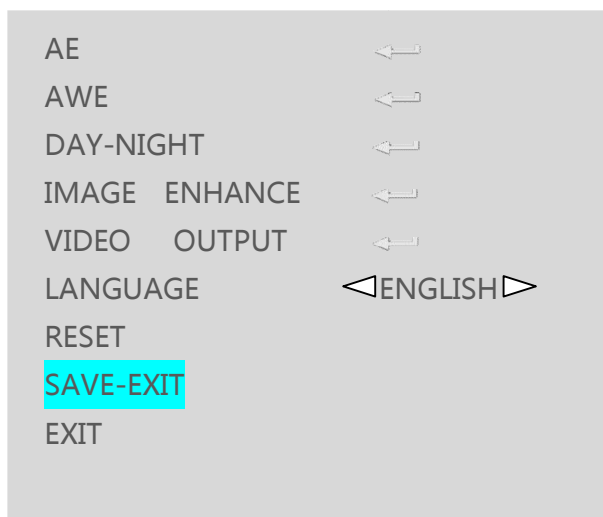 AE
AWE
DAY-NIGHT
IMAGE ENHANCE
VIDEO OUTPUT
LANGUAGE ENGLISH
RESET
SAVE-EXIT
EXIT